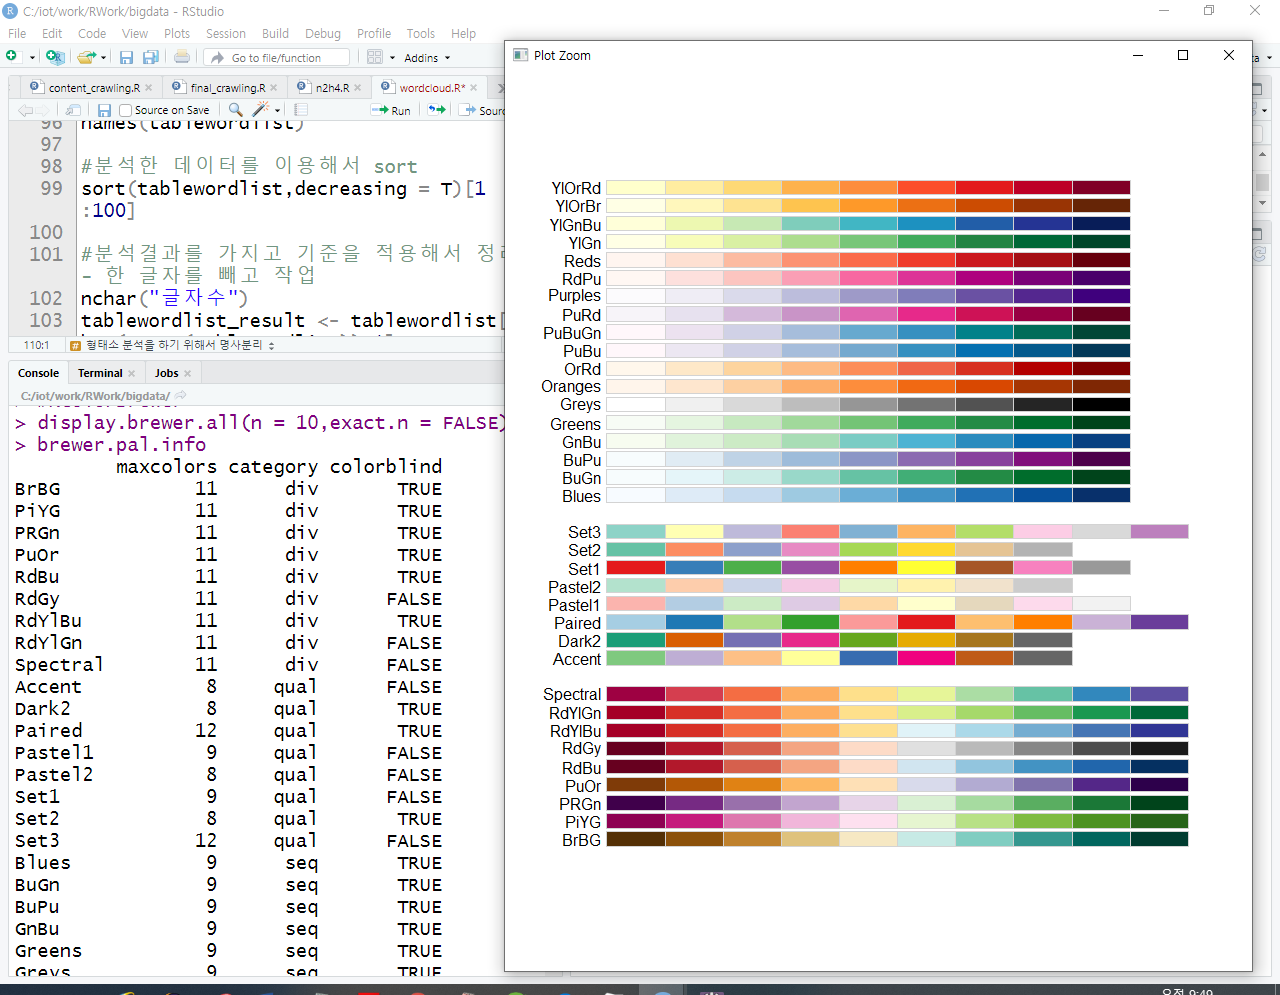 C:/iot/work/RWork/bigdata - RStudio
File Edit Code View Plots Session Build Debug Profile Tools Help
Go to file/function
Addins
content_crawling.R
final_crawling.R
n2h4.R
wordcloud.R*
Source on Save
Run
96 names(tablewordlist)
97
98 #분석한 데이터를 이용해서 sort
99 sort(tablewordlist,decreasing = T)[1
:100]
100
101 #분석결과를 가지고 기준을 적용해서
- 한 글자를 빼고 작업
102 nchar("글자수")
103 tablewordlist_result <- tablewordlist[
110:1
형태소 분석을 하기 위해서 명사분리
Console Terminal Jobs
C:/iot/work/RWork/bigdata/
> display.brewer.all(n = 10,exact.n = FALSE)
> brewer.pal.info
maxcolors category colorblind
BrBG 11 div TRUE
PiYG 11 div TRUE
PRGn 11 div TRUE
PuOr 11 div TRUE
RdBu 11 div TRUE
RdGy 11 div FALSE
RdYlBu 11 div TRUE
RdYlGn 11 div FALSE
Spectral 11 div FALSE
Accent 8 qual FALSE
Dark2 8 qual TRUE
Paired 12 qual TRUE
Pastel1 9 qual FALSE
Pastel2 8 qual FALSE
Set1 9 qual FALSE
Set2 8 qual TRUE
Set3 12 qual FALSE
Blues 9 seq TRUE
BuGn 9 seq TRUE
BuPu 9 seq TRUE
GnBu 9 seq TRUE
Greens 9 seq TRUE
Greys 9 seq TRUE
Plot Zoom
YlOrRd
YlOrBr
YlGnBu
YlGn
Reds
RdPu
Purples
PuRd
PuBuGn
PuBu
OrRd
Oranges
Greys
Greens
GnBu
BuPu
BuGn
Blues
Set3
Set2
Set1
Pastel2
Pastel1
Paired
Dark2
Accent
Spectral
RdYlGn
RdYlBu
RdGy
RdBu
PuOr
PRGn
PiYG
BrBG